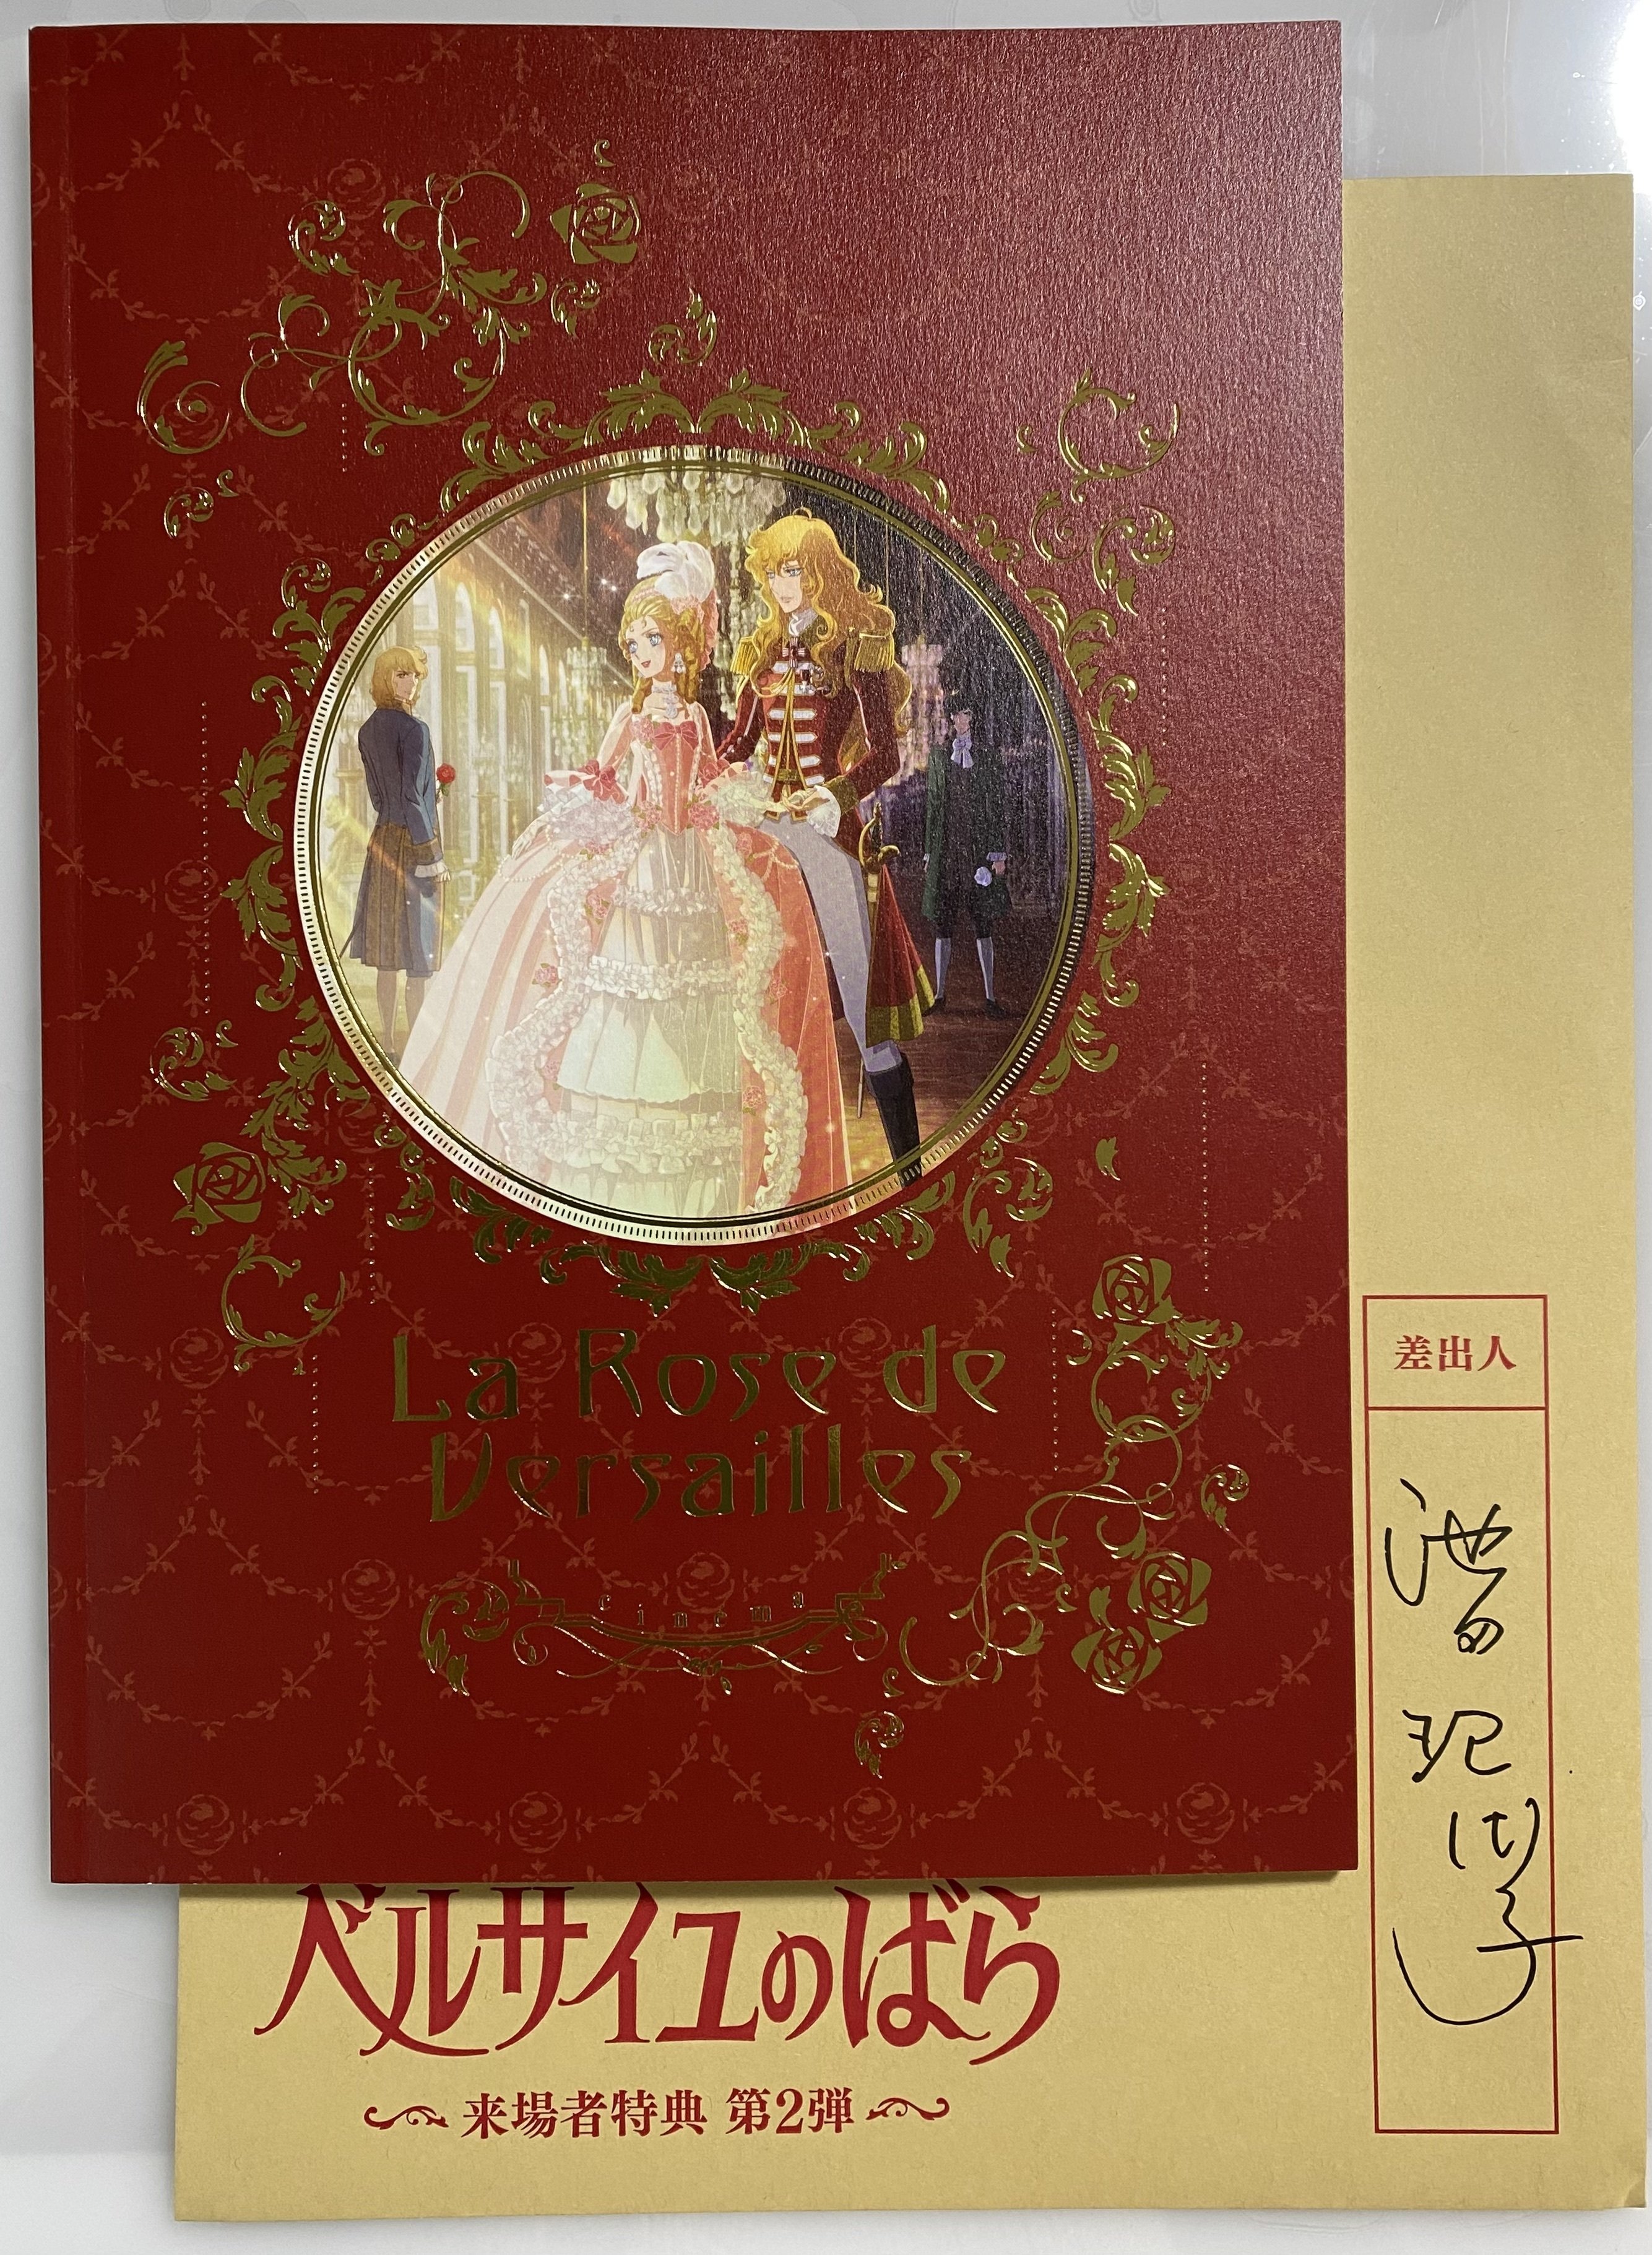 La Rose de
Versailles
cinéma
ベルサイユのばら
来場者特典 第2弾
差出人
池田 理代子